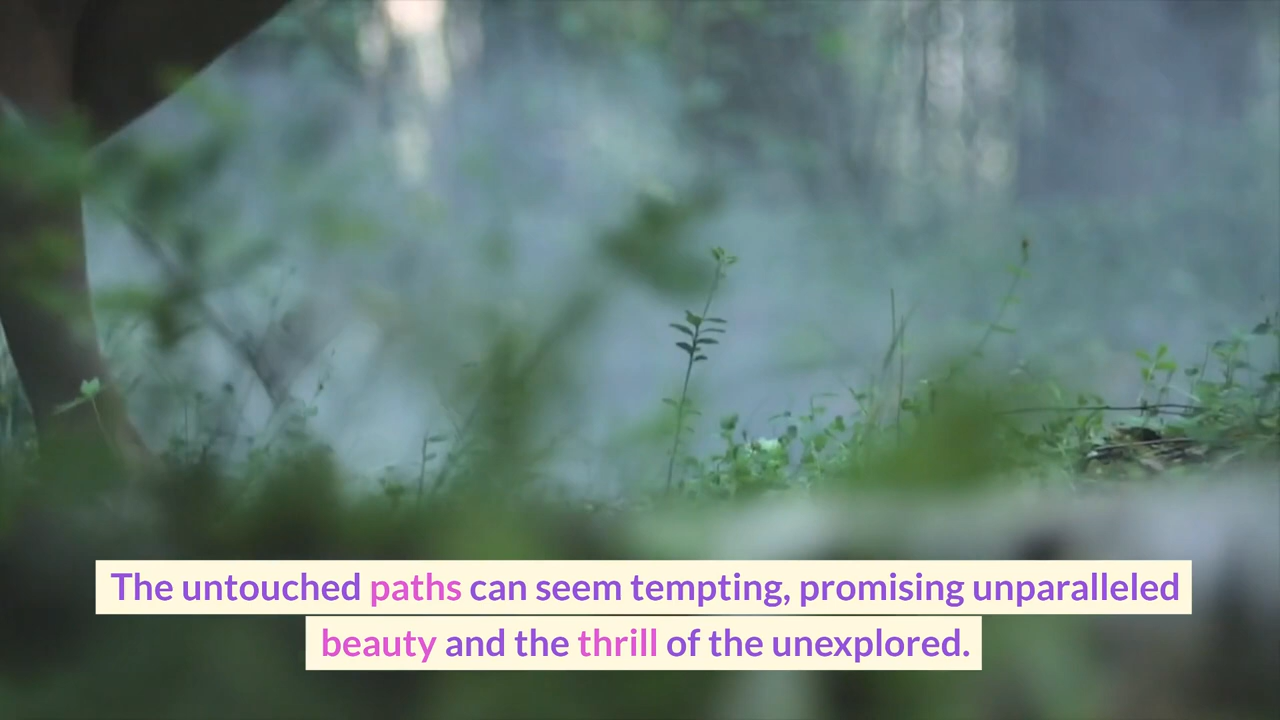 The untouched paths can seem tempting, promising unparalleled
beauty and the thrill of the unexplored.